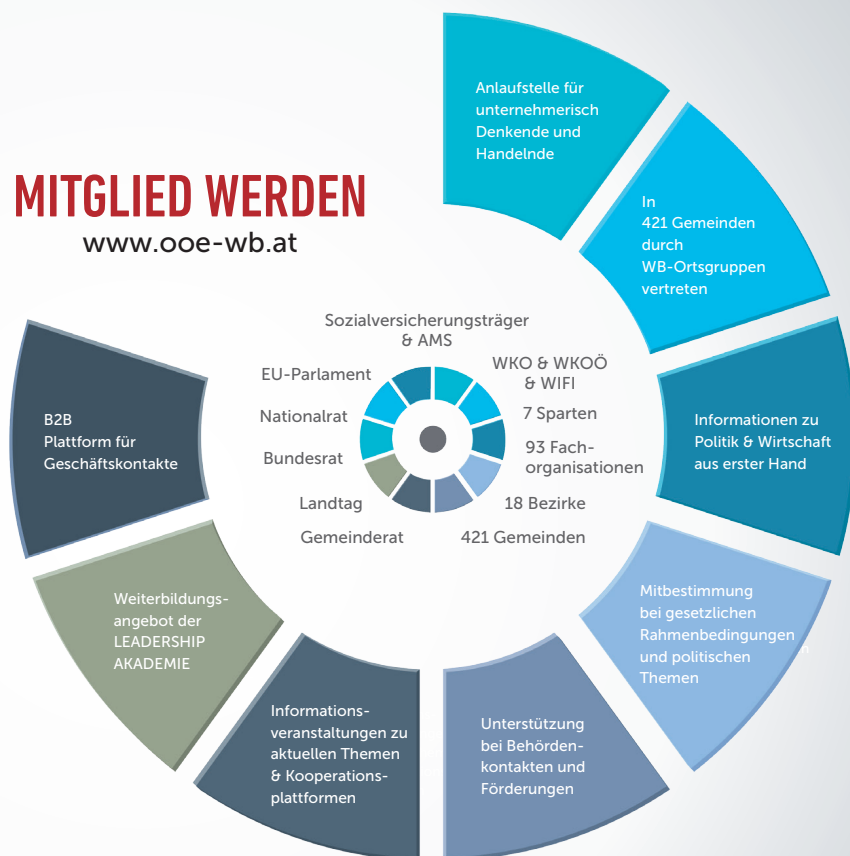 MITGLIED WERDEN
www.ooe-wb.at
Anlaufstelle für
unternehmerisch
Denkende und
Handelnde
In
421 Gemeinden
durch
WB-Ortsgruppen
vertreten
Informationen zu
Politik & Wirtschaft
aus erster Hand
Mitbestimmung
bei gesetzlichen
Rahmenbedingungen
und politischen
Themen
Unterstützung
bei Behörden-
kontakten und
Förderungen
Informations-
veranstaltungen zu
aktuellen Themen
& Kooperations-
plattformen
Weiterbildungs-
angebot der
LEADERSHIP
AKADEMIE
B2B
Plattform für
Geschäftskontakte
Sozialversicherungsträger
& AMS
WKO & WKOÖ
& WIFI
7 Sparten
93 Fach-
organisationen
18 Bezirke
421 Gemeinden
Gemeinderat
Landtag
Bundesrat
Nationalrat
EU-Parlament